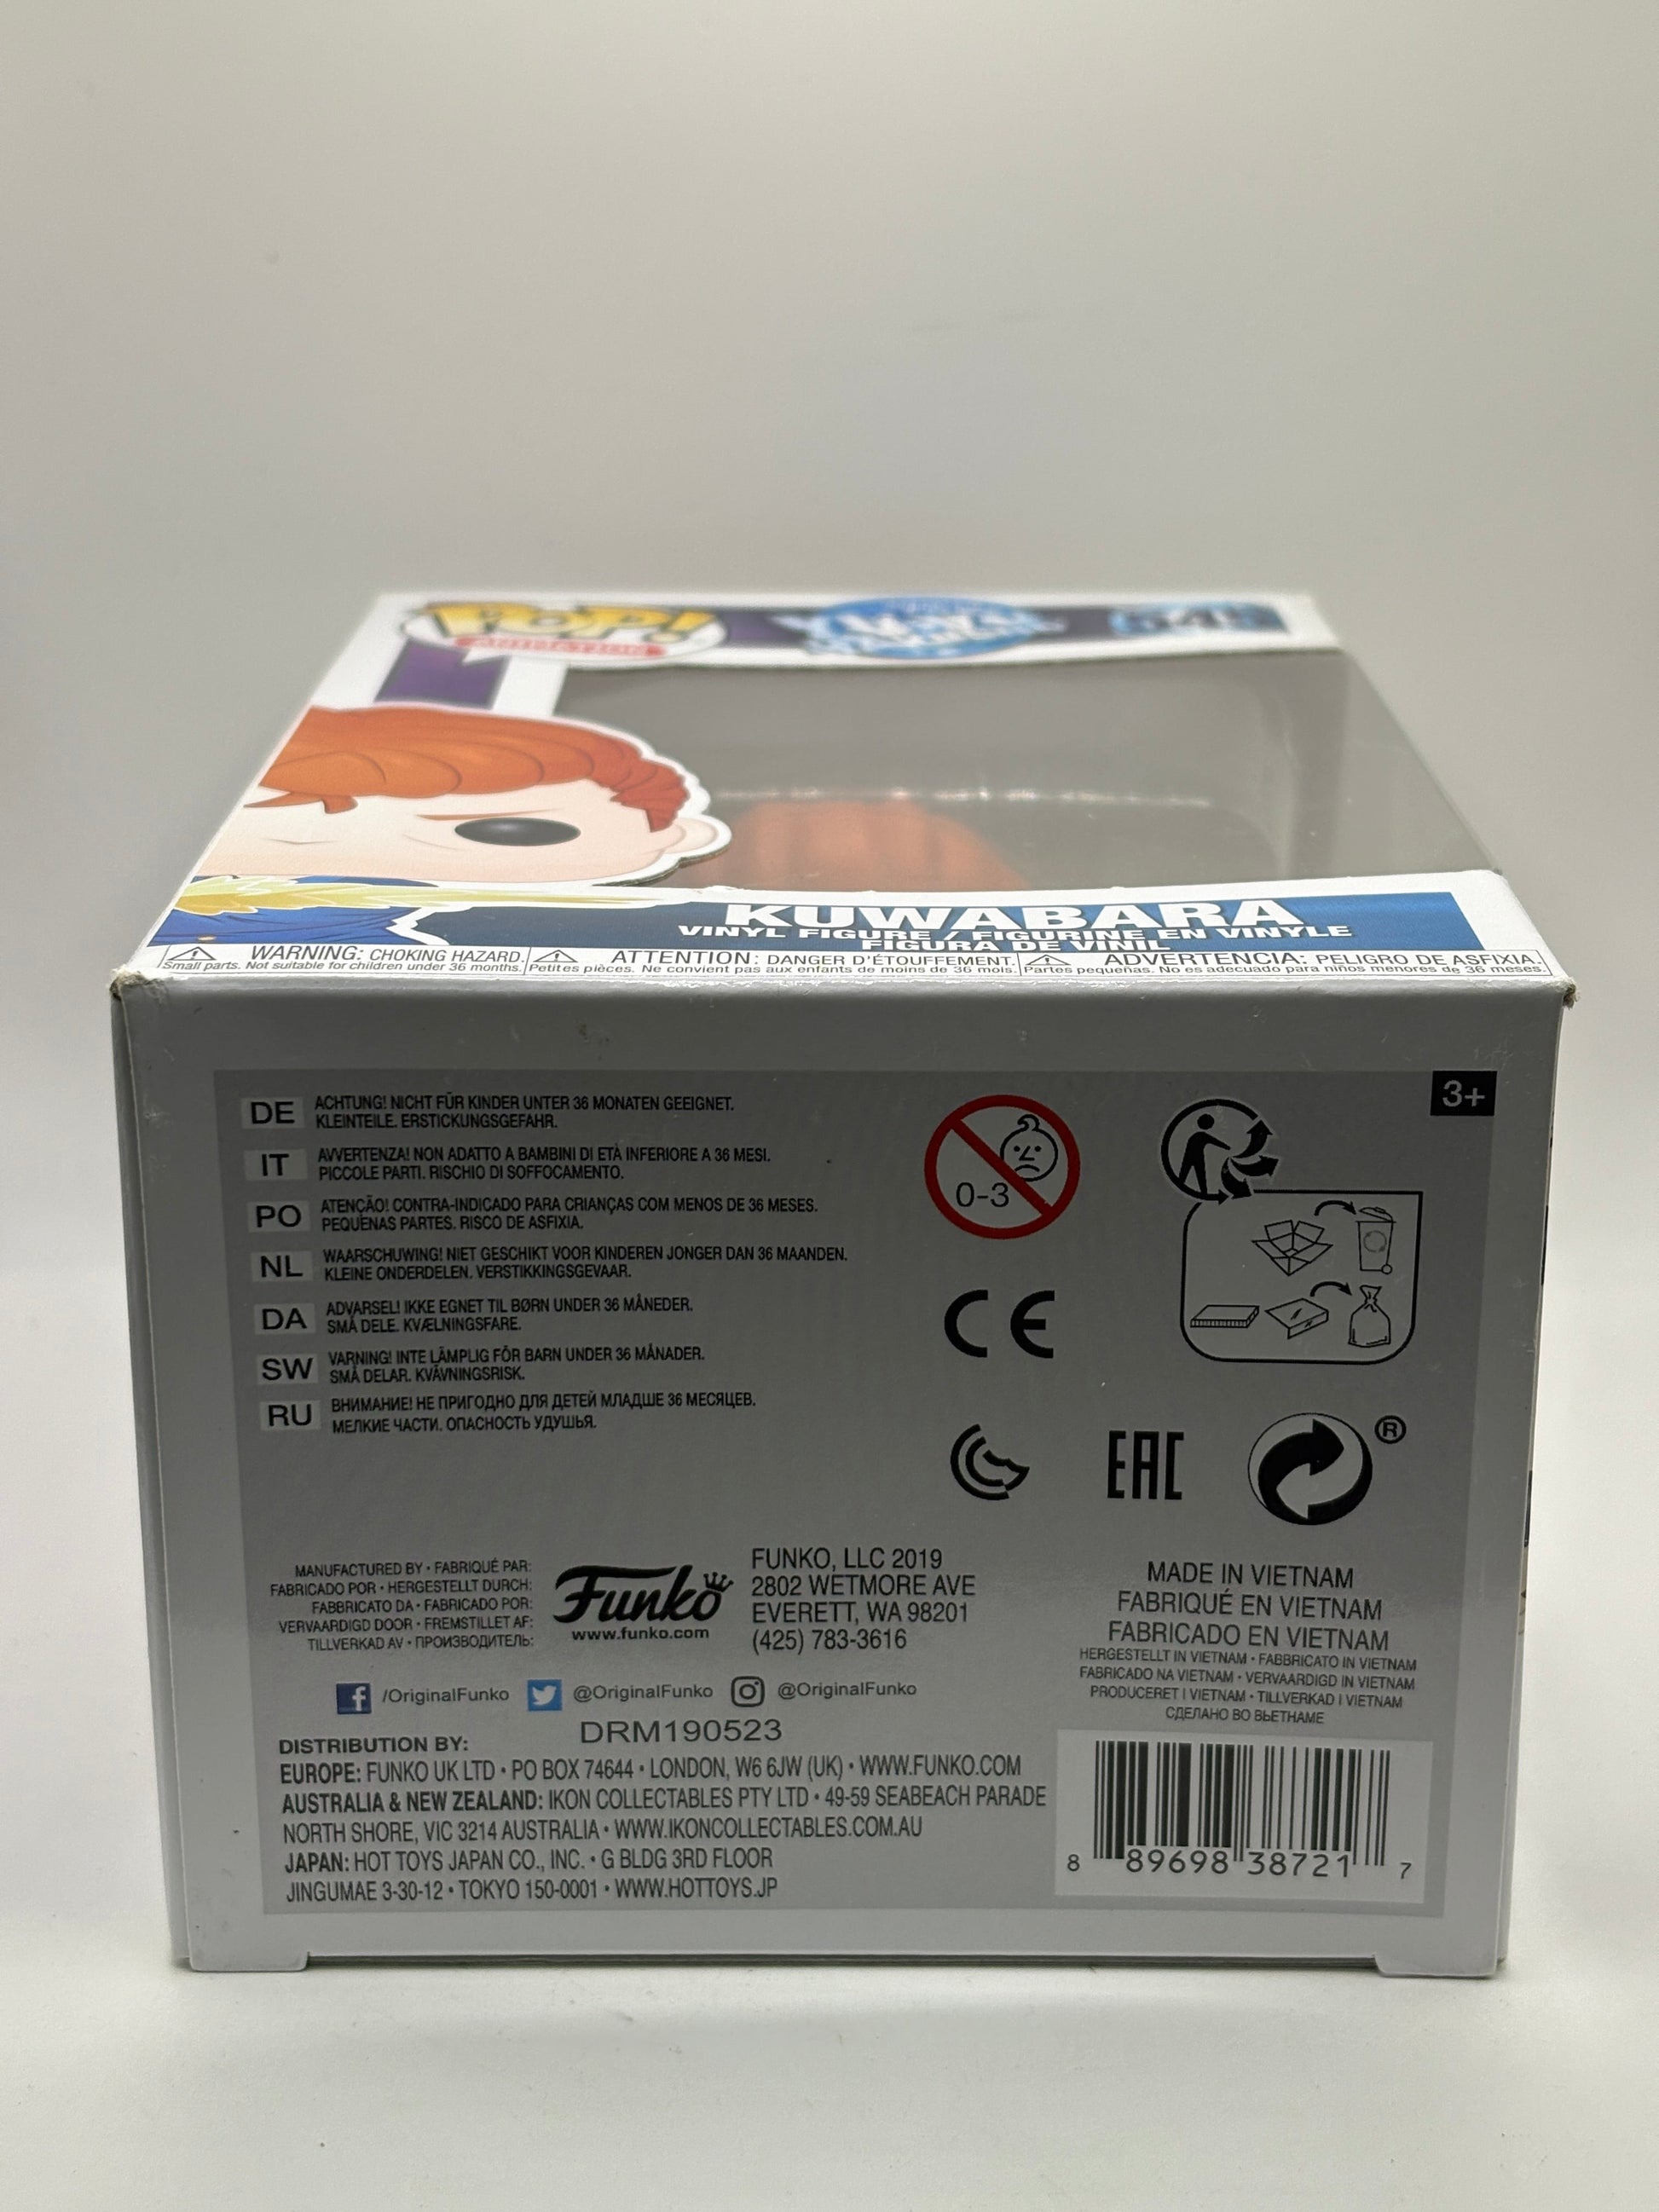 POP!
ANIMATION
KUWABARA
VINYL FIGURE / FIGURINE EN VINYLE
FIGURA DE VINIL
WARNING: CHOKING HAZARD.
Small parts. Not suitable for children under 36 months.
ATTENTION: DANGER D'ÉTOUFFEMENT.
Petites pièces. Ne convient pas aux enfants de moins de 36 mois.
ADVERTENCIA: PELIGRO DE ASFIXIA.
Partes pequeñas. No es adecuado para niños menores de 36 meses.
3+
DE ACHTUNG! NICHT FÜR KINDER UNTER 36 MONATEN GEEIGNET.
KLEINTEILE. ERSTICKUNGSGEFAHR.
IT AVVERTENZA! NON ADATTO A BAMBINI DI ETÀ INFERIORE A 36 MESI.
PICCOLE PARTI. RISCHIO DI SOFFOCAMENTO.
PO ATENÇÃO! CONTRA-INDICADO PARA CRIANÇAS COM MENOS DE 36 MESES.
PEQUENAS PARTES. RISCO DE ASFIXIA.
NL WAARSCHUWING! NIET GESCHIKT VOOR KINDEREN JONGER DAN 36 MAANDEN.
KLEINE ONDERDELEN. VERSTIKKINGSGEVAAR.
DA ADVARSEL! IKKE EGNET TIL BØRN UNDER 36 MÅNEDER.
SMÅ DELE. KVÆLNINGSFARE.
SW VARNING! INTE LÄMPLIG FÖR BARN UNDER 36 MÅNADER.
SMÅ DELAR. KVÄVNINGSRISK.
RU ВНИМАНИЕ! НЕ ПРИГОДНО ДЛЯ ДЕТЕЙ МЛАДШЕ 36 МЕСЯЦЕВ.
МЕЛКИЕ ЧАСТИ. ОПАСНОСТЬ УДУШЬЯ.
0-3
CE
EAC
®
MANUFACTURED BY • FABRIQUÉ PAR:
FABRICADO POR • HERGESTELLT DURCH:
FABBRICATO DA • FABRICADO POR:
VERVAARDIGD DOOR • FREMSTILLET AF:
TILLVERKAD AV • ПРОИЗВОДИТЕЛЬ:
Funko
www.funko.com
FUNKO, LLC 2019
2802 WETMORE AVE
EVERETT, WA 98201
(425) 783-3616
MADE IN VIETNAM
FABRIQUÉ EN VIETNAM
FABRICADO EN VIETNAM
HERGESTELLT IN VIETNAM • FABBRICATO IN VIETNAM
FABRICADO NA VIETNAM • VERVAARDIGD IN VIETNAM
PRODUCERET I VIETNAM • TILLVERKAD I VIETNAM
СДЕЛАНО ВО ВЬЕТНАМЕ
/OriginalFunko @OriginalFunko @OriginalFunko
DRM190523
DISTRIBUTION BY:
EUROPE: FUNKO UK LTD • PO BOX 74644 • LONDON, W6 6JW (UK) • WWW.FUNKO.COM
AUSTRALIA & NEW ZEALAND: IKON COLLECTABLES PTY LTD • 49-59 SEABEACH PARADE
NORTH SHORE, VIC 3214 AUSTRALIA • WWW.IKONCOLLECTABLES.COM.AU
JAPAN: HOT TOYS JAPAN CO., INC. • G BLDG 3RD FLOOR
JINGUMAE 3-30-12 • TOKYO 150-0001 • WWW.HOTTOYS.JP
8 89698 38721 7